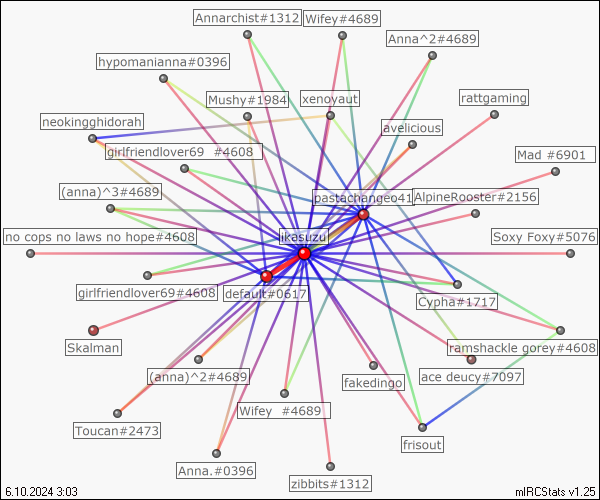 Annarchist#1312
Wifey#4689
Anna^2#4689
hypomanianna#0396
Mushy#1984
xenoyaut
rattgaming
neokingghidorah
avelicious
girlfriendlover69 #4608
Mad #6901
(anna)^3#4689
pastachangeo41
AlpineRooster#2156
no cops no laws no hope#4608
ikasuzu
Soxy Foxy#5076
girlfriendlover69#4608
default#0617
Cypha#1717
Skalman
ramshackle gorey#4608
(anna)^2#4689
fakedingo
ace deucy#7097
Wifey #4689
Toucan#2473
frisout
Anna.#0396
zibbits#1312
6.10.2024 3:03
mIRCStats v1.25